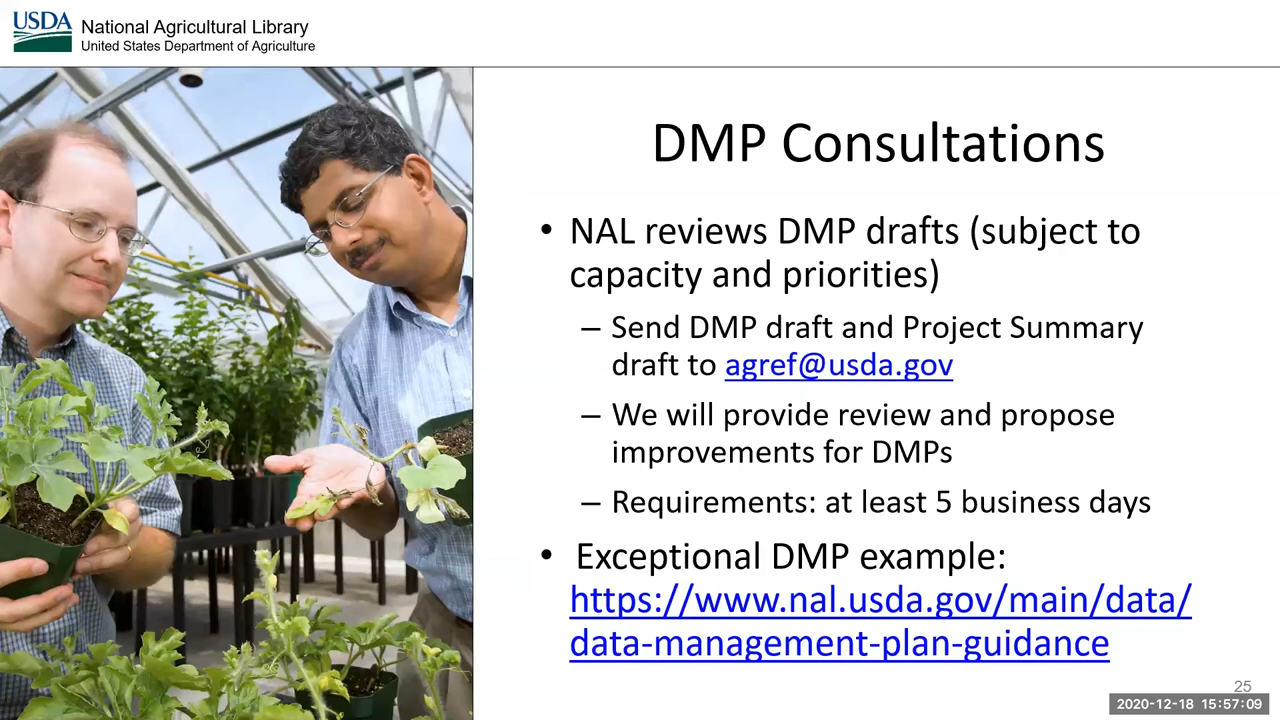 USDA
National Agricultural Library
United States Department of Agriculture
DMP Consultations
• NAL reviews DMP drafts (subject to
capacity and priorities)
– Send DMP draft and Project Summary
draft to agref@usda.gov
– We will provide review and propose
improvements for DMPs
– Requirements: at least 5 business days
• Exceptional DMP example:
https://www.nal.usda.gov/main/data/
data-management-plan-guidance
25
2020-12-18 15:57:09